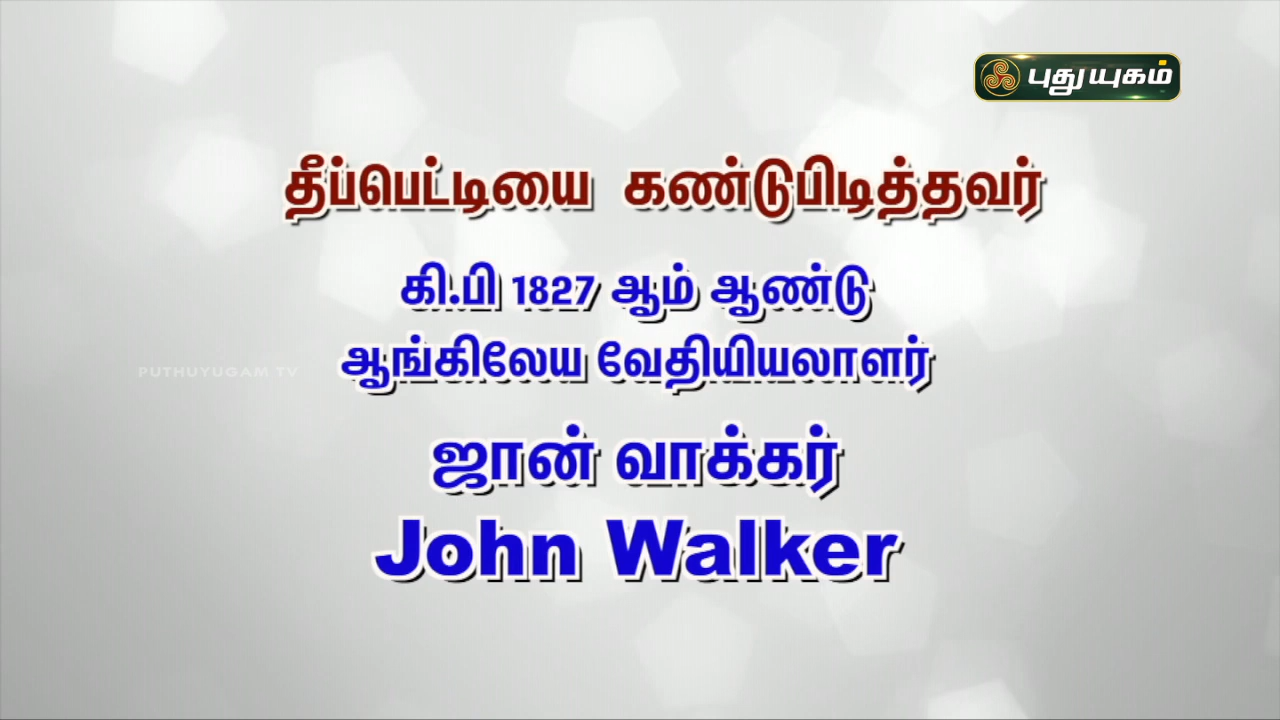 புதுயுகம்
தீப்பெட்டியை கண்டுபிடித்தவர்
கி.பி 1827 ஆம் ஆண்டு
ஆங்கிலேய வேதியியலாளர்
PUTHUYUGAM TV
ஜான் வாக்கர்
John Walker